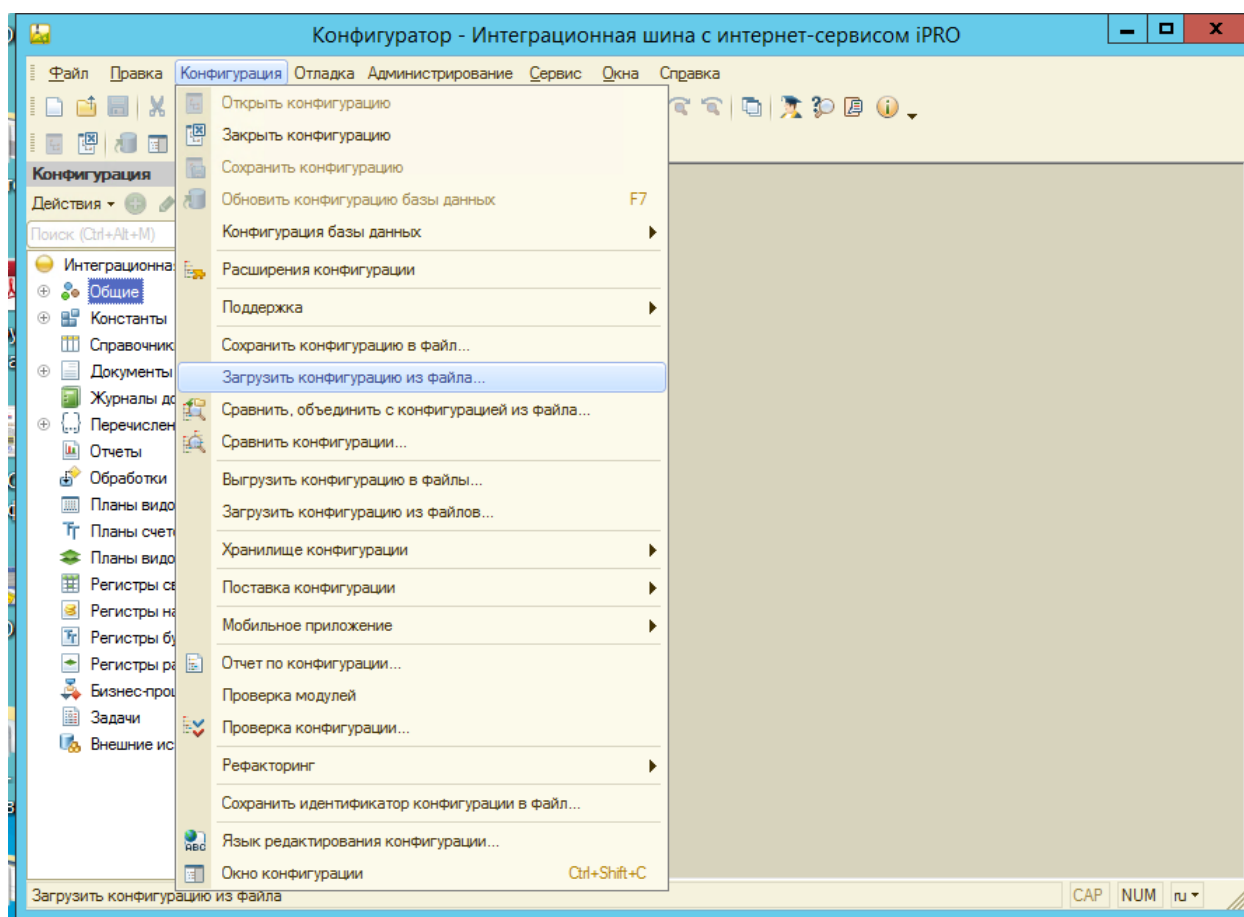 Конфигуратор - Интеграционная шина с интернет-сервисом iPRO
Файл Правка Конфигурация Отладка Администрирование Сервис Окна Справка
Конфигурация
Действия
Поиск (Ctrl+Alt+M)
Интеграционна
Общие
Константы
Справочник
Документы
Журналы до
Перечислен
Отчеты
Обработки
Планы видо
Планы счет
Планы видо
Регистры св
Регистры на
Регистры бу
Регистры ра
Бизнес-проц
Задачи
Внешние ис
Открыть конфигурацию
Закрыть конфигурацию
Сохранить конфигурацию
Обновить конфигурацию базы данных F7
Конфигурация базы данных
Расширения конфигурации
Поддержка
Сохранить конфигурацию в файл...
Загрузить конфигурацию из файла...
Сравнить, объединить с конфигурацией из файла...
Сравнить конфигурации...
Выгрузить конфигурацию в файлы...
Загрузить конфигурацию из файлов...
Хранилище конфигурации
Поставка конфигурации
Мобильное приложение
Отчет по конфигурации...
Проверка модулей
Проверка конфигурации...
Рефакторинг
Сохранить идентификатор конфигурации в файл...
Язык редактирования конфигурации...
Окно конфигурации Ctrl+Shift+C
Загрузить конфигурацию из файла
CAP NUM ru